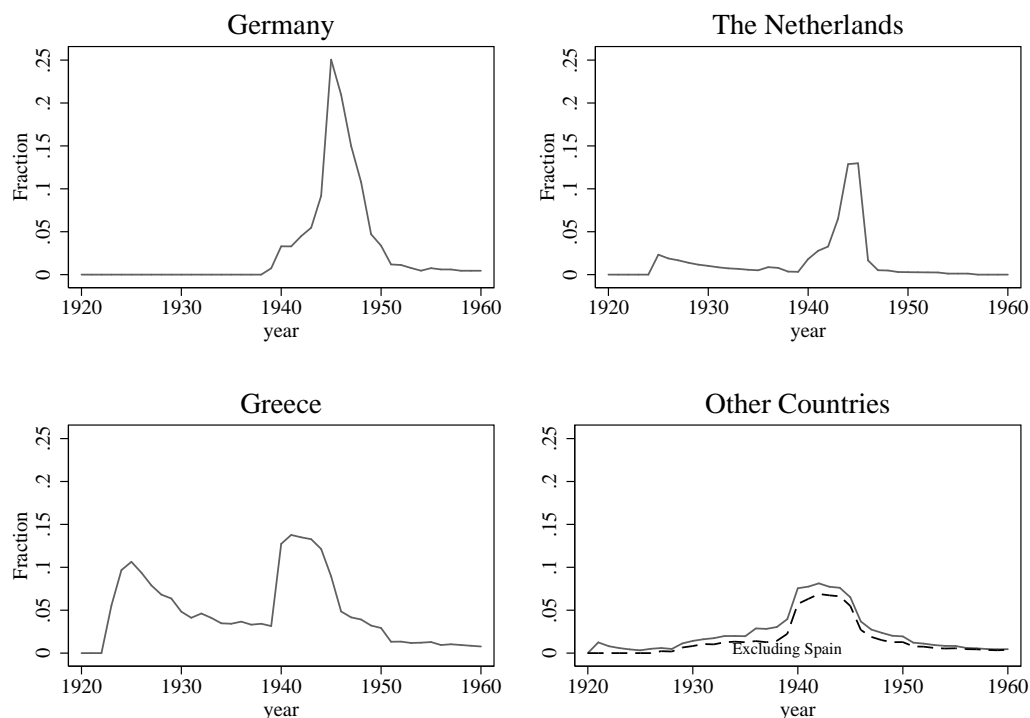 Germany
Fraction
.25
.2
.15
.1
.05
0
1920 1930 1940 1950 1960
year
The Netherlands
Fraction
.25
.2
.15
.1
.05
0
1920 1930 1940 1950 1960
year
Greece
Fraction
.25
.2
.15
.1
.05
0
1920 1930 1940 1950 1960
year
Other Countries
Fraction
.25
.2
.15
.1
.05
0
Excluding Spain
1920 1930 1940 1950 1960
year